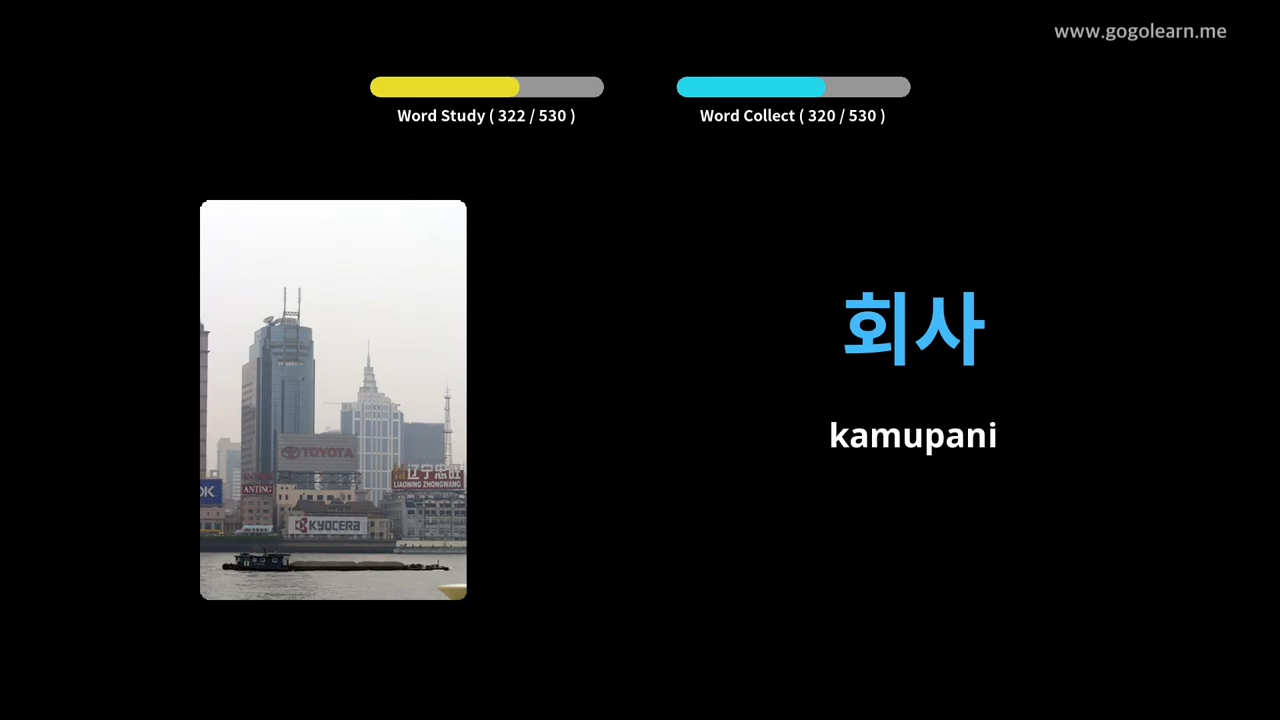 www.gogolearn.me
Word Study ( 322 / 530 )
Word Collect ( 320 / 530 )
회사
kamupani
TOYOTA
辽宁忠旺
LIAONING ZHONGWANG
OK
ANTING
KYOCERA